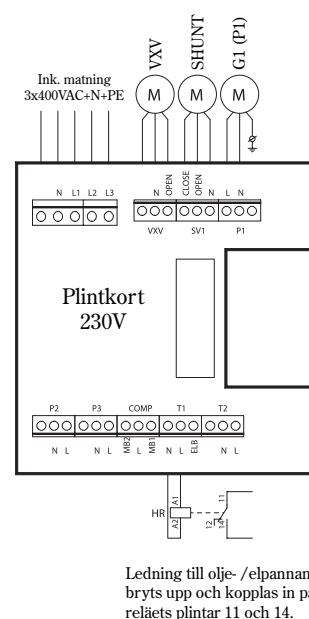 VXV
SHUNT
G1 (P1)
Ink. matning
3x400VAC+N+PE
M M M
N L1 L2 L3 N OPEN CLOSE OPEN N L N
VXV SV1 P1
Plintkort
230V
P2 P3 COMP T1 T2
N L N L MB2 L MB1 N L ELB N L
HR A1 A2 11 12 14
Ledning till olje- /elpannan
bryts upp och kopplas in på
reläets plintar 11 och 14.